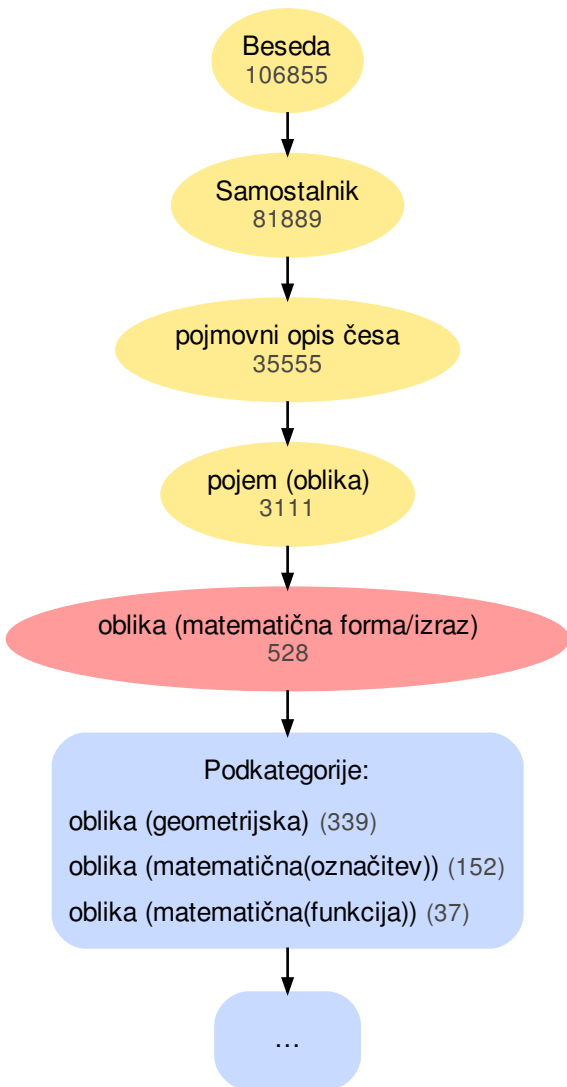 Beseda
106855
Samostalnik
81889
pojmovni opis česa
35555
pojem (oblika)
3111
oblika (matematična forma/izraz)
528
Podkategorije:
oblika (geometrijska) (339)
oblika (matematična(označitev)) (152)
oblika (matematična(funkcija)) (37)
...